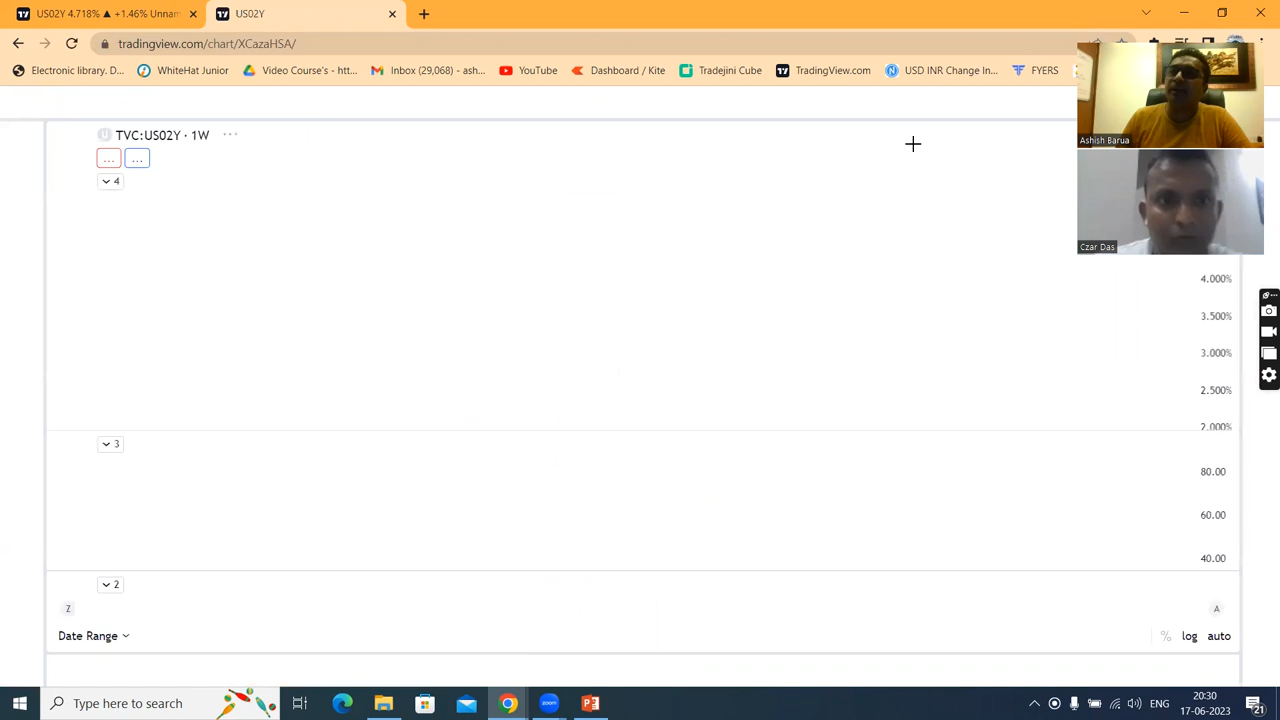 US02Y 4.718% ▲ +1.46% Unnam
US02Y
tradingview.com/chart/XCazaHSA/
Electronic library. D...
WhiteHat Junior
Video Course's - htt...
Inbox (29,068) - ash...
YouTube
Dashboard / Kite
Tradejini Cube
TradingView.com
USD INR Change In...
FYERS
Ashish Barua
Czar Das
U TVC:US02Y · 1W ...
... ...
4
4.000%
3.500%
3.000%
2.500%
2.000%
3
80.00
60.00
40.00
2
Z A
Date Range % log auto
Type here to search
zoom
ENG
20:30
17-06-2023
21